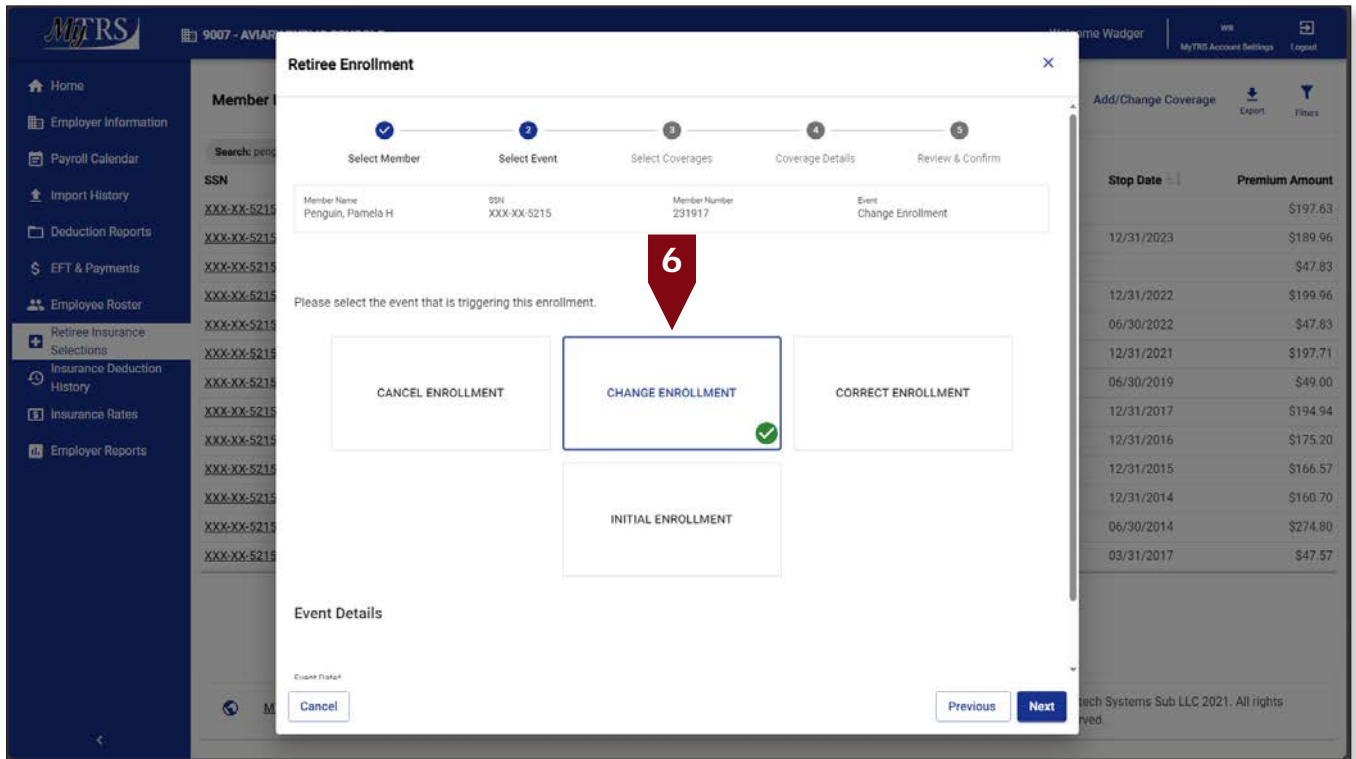 MyTRS
9007 - AVIAR
Welcome Wadger
WB
MyTRS Account Settings
Logout
Home
Employer Information
Payroll Calendar
Import History
Deduction Reports
$ EFT & Payments
Employee Roster
Retiree Insurance
Selections
Insurance Deduction
History
Insurance Rates
Employer Reports
Member I
Add/Change Coverage
Export
Filters
Search: peng
SSN
Stop Date
Premium Amount
XXX-XX-5215
$197.63
XXX-XX-5215
12/31/2023
$189.96
XXX-XX-5215
$47.83
XXX-XX-5215
12/31/2022
$199.96
XXX-XX-5215
06/30/2022
$47.83
XXX-XX-5215
12/31/2021
$197.71
XXX-XX-5215
06/30/2019
$49.00
XXX-XX-5215
12/31/2017
$194.94
XXX-XX-5215
12/31/2016
$175.20
XXX-XX-5215
12/31/2015
$166.57
XXX-XX-5215
12/31/2014
$160.70
XXX-XX-5215
06/30/2014
$274.80
XXX-XX-5215
03/31/2017
$47.57
Retiree Enrollment
2
3
4
5
Select Member
Select Event
Select Coverages
Coverage Details
Review & Confirm
Member Name
SSN
Member Number
Event
Penguin, Pamela H
XXX-XX-5215
231917
Change Enrollment
6
Please select the event that is triggering this enrollment.
CANCEL ENROLLMENT
CHANGE ENROLLMENT
CORRECT ENROLLMENT
INITIAL ENROLLMENT
Event Details
Event Date*
Cancel
Previous
Next
M
tech Systems Sub LLC 2021. All rights
rved.